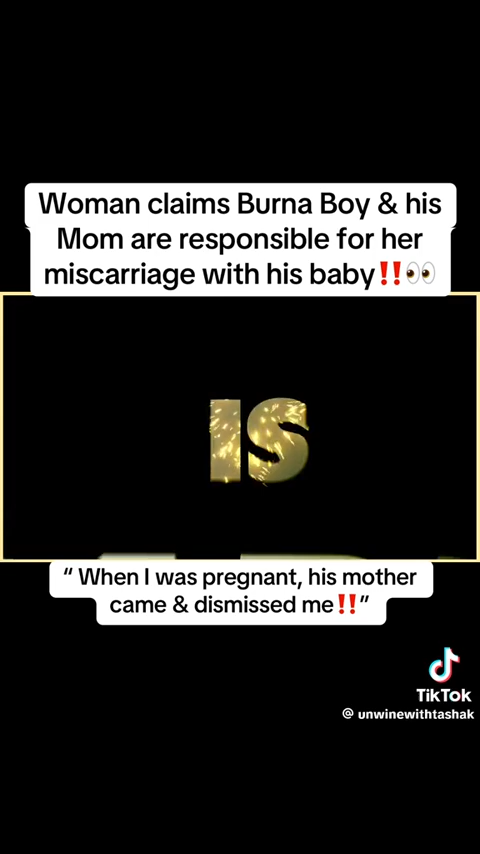 Woman claims Burna Boy & his
Mom are responsible for her
miscarriage with his baby‼️👀
IS
“ When I was pregnant, his mother
came & dismissed me‼️”
TikTok
@ unwinewithtashak